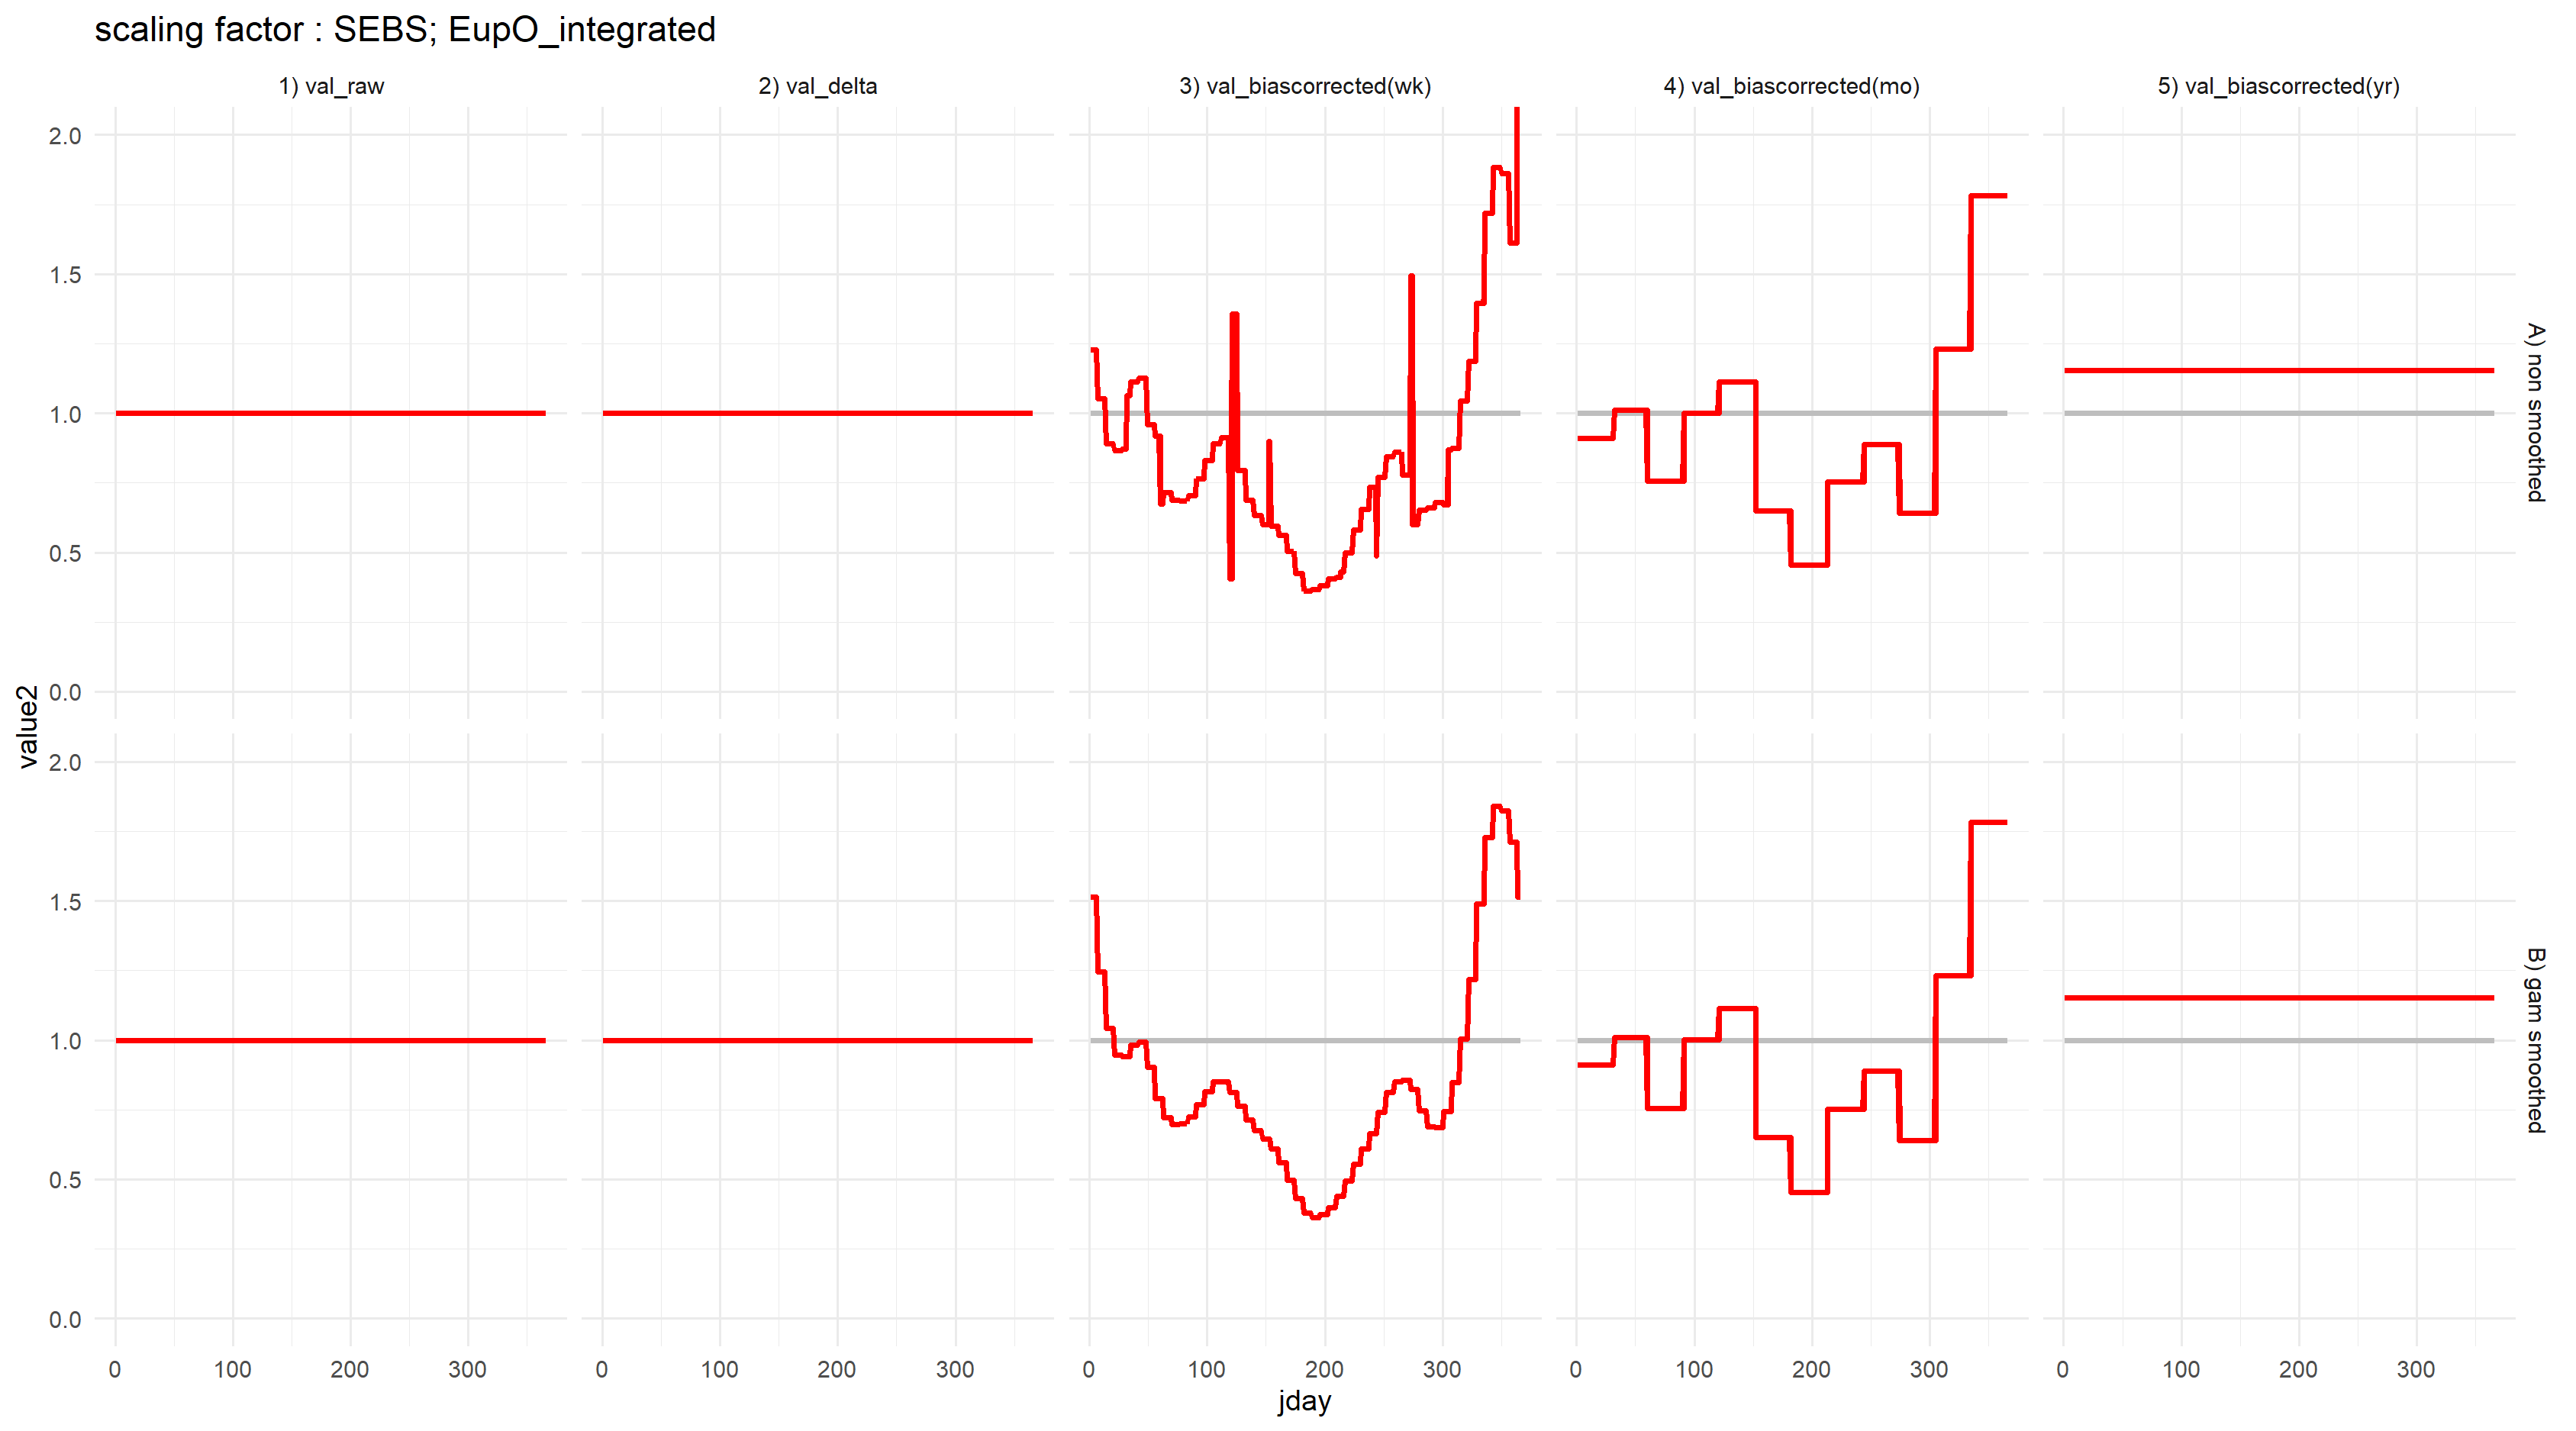 scaling factor : SEBS; EupO_integrated
1) val_raw
2) val_delta
3) val_biascorrected(wk)
4) val_biascorrected(mo)
5) val_biascorrected(yr)
2.0
1.5
1.0
0.5
0.0
A) non smoothed
value2
2.0
1.5
1.0
0.5
0.0
B) gam smoothed
0 100 200 300
0 100 200 300
0 100 200 300
0 100 200 300
0 100 200 300
jday